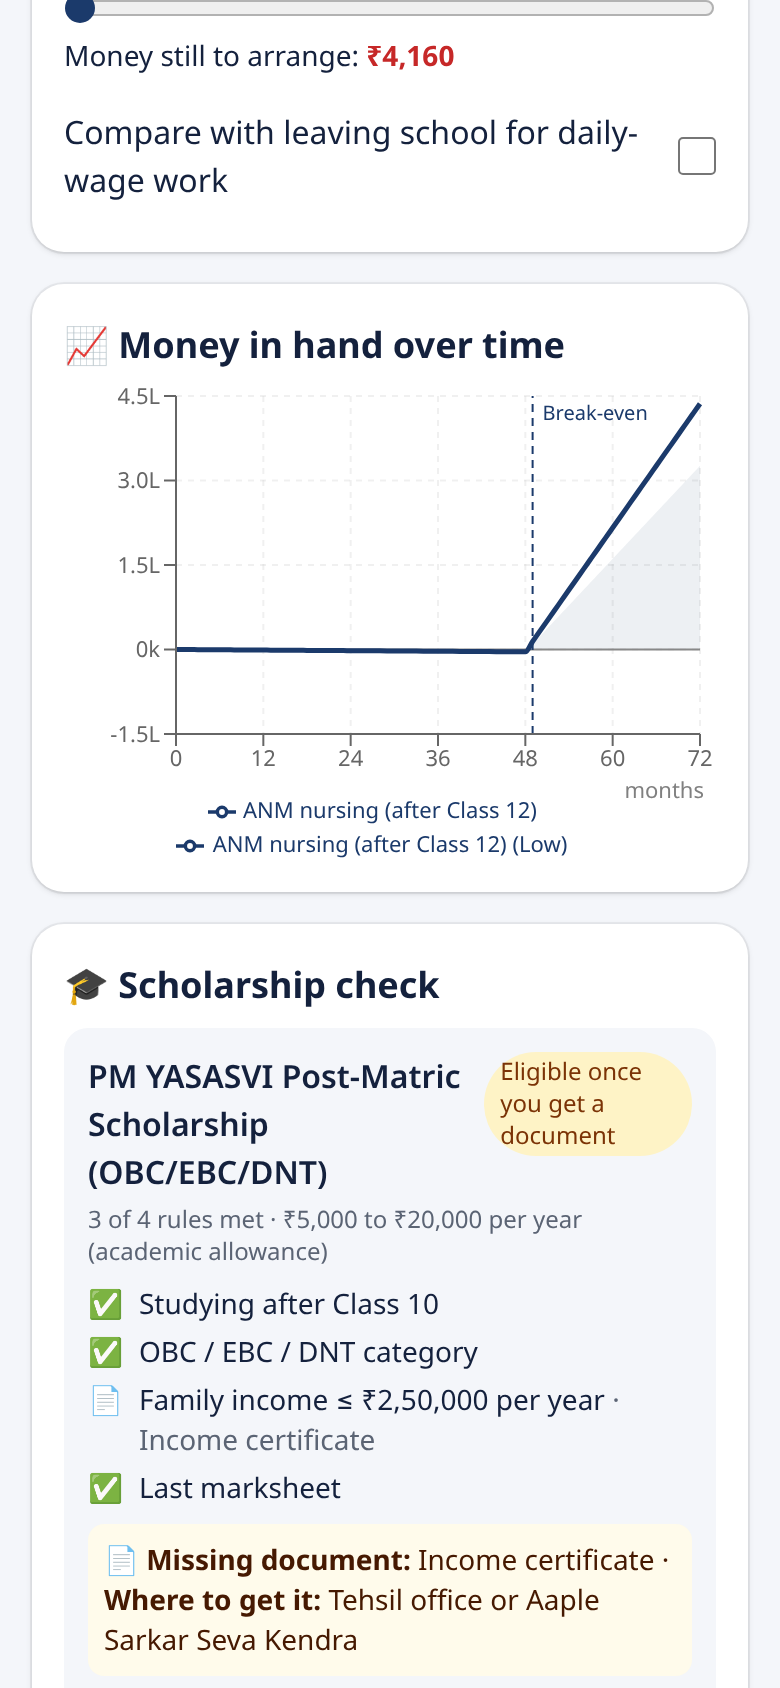 Money still to arrange: ₹4,160
Compare with leaving school for daily-
wage work
Money in hand over time
4.5L
3.0L
1.5L
0k
-1.5L
Break-even
0 12 24 36 48 60 72
months
ANM nursing (after Class 12)
ANM nursing (after Class 12) (Low)
Scholarship check
PM YASASVI Post-Matric
Scholarship
(OBC/EBC/DNT)
Eligible once
you get a
document
3 of 4 rules met · ₹5,000 to ₹20,000 per year
(academic allowance)
Studying after Class 10
OBC / EBC / DNT category
Family income ≤ ₹2,50,000 per year ·
Income certificate
Last marksheet
Missing document: Income certificate ·
Where to get it: Tehsil office or Aaple
Sarkar Seva Kendra